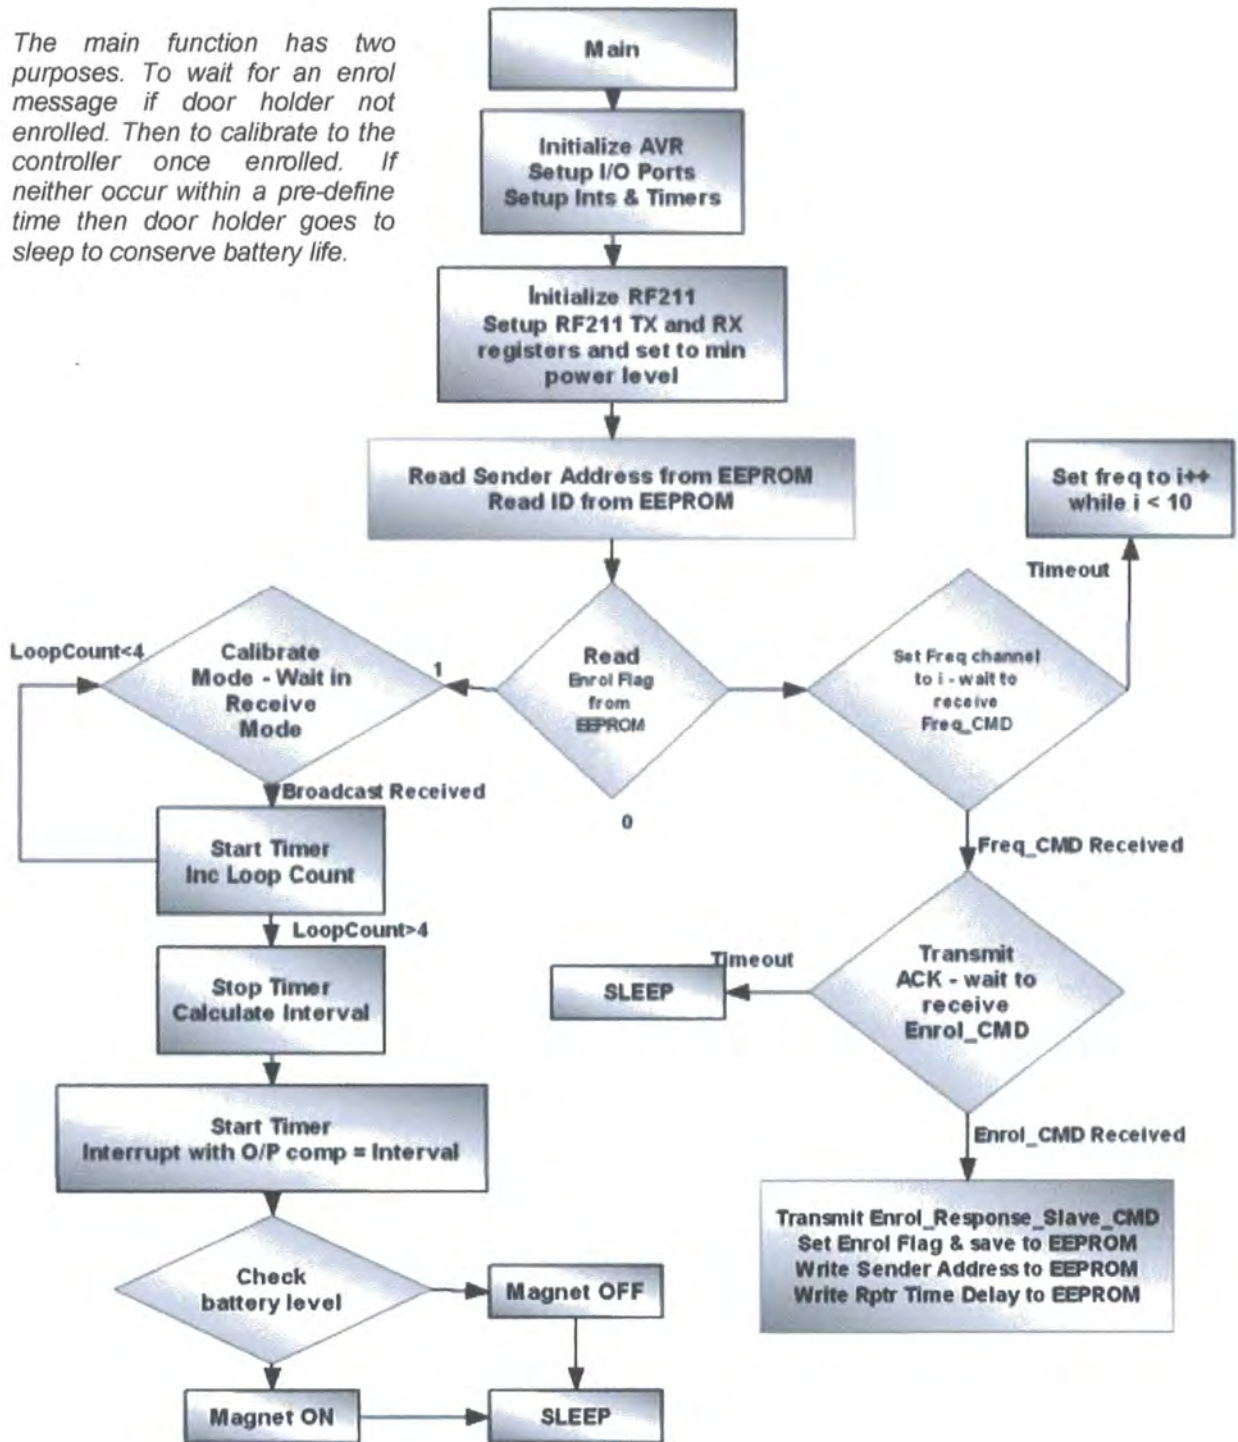 The main function has two
purposes. To wait for an enrol
message if door holder not
enrolled. Then to calibrate to the
controller once enrolled. If
neither occur within a pre-define
time then door holder goes to
sleep to conserve battery life.
Main
Initialize AVR
Setup I/O Ports
Setup Ints & Timers
Initialize RF211
Setup RF211 TX and RX
registers and set to min
power level
Read Sender Address from EEPROM
Read ID from EEPROM
Set freq to i++
while i < 10
Timeout
LoopCount<4
Calibrate
Mode - Wait in
Receive
Mode
1
Read
Enrol Flag
from
EEPROM
0
Set Freq channel
to i - wait to
receive
Freq_CMD
Broadcast Received
Start Timer
Inc Loop Count
Freq_CMD Received
LoopCount>4
Stop Timer
Calculate Interval
Timeout
SLEEP
Transmit
ACK - wait to
receive
Enrol_CMD
Start Timer
Interrupt with O/P comp = Interval
Enrol_CMD Received
Transmit Enrol_Response_Slave_CMD
Set Enrol Flag & save to EEPROM
Write Sender Address to EEPROM
Write Rptr Time Delay to EEPROM
Check
battery level
Magnet OFF
Magnet ON
SLEEP